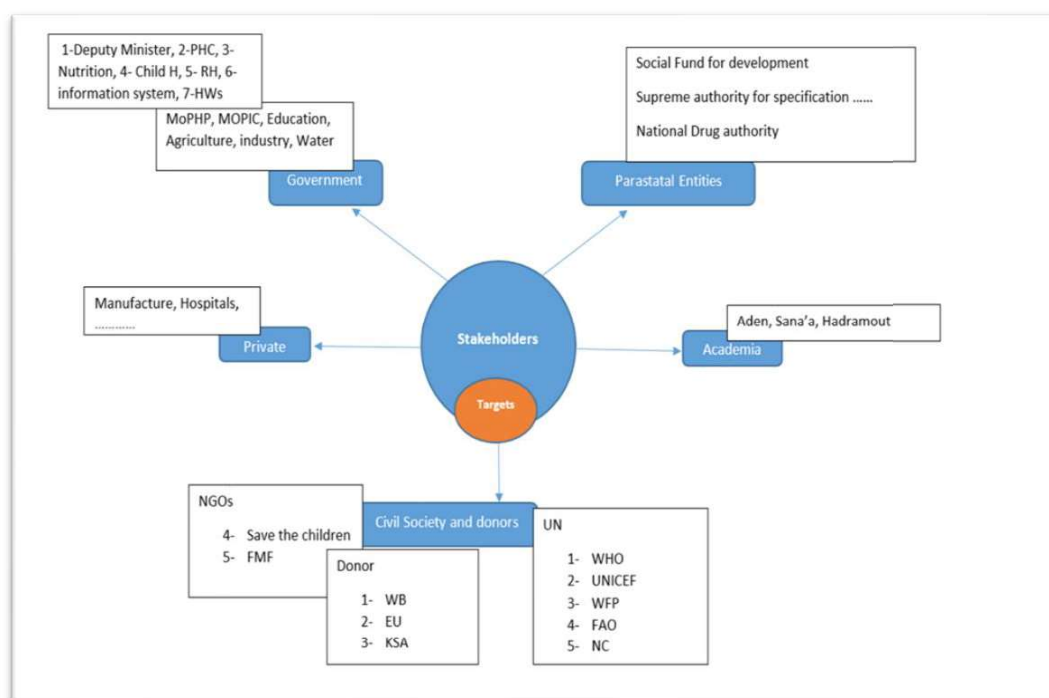 1-Deputy Minister, 2-PHC, 3-
Nutrition, 4- Child H, 5- RH, 6-
information system, 7-HWs
MoPHP, MOPIC, Education,
Agriculture, industry, Water
Government
Social Fund for development
Supreme authority for specification ......
National Drug authority
Parastatal Entities
Manufacture, Hospitals,
............
Private
Stakeholders
Targets
Aden, Sana'a, Hadramout
Academia
Civil Society and donors
NGOs
4- Save the children
5- FMF
Donor
1- WB
2- EU
3- KSA
UN
1- WHO
2- UNICEF
3- WFP
4- FAO
5- NC